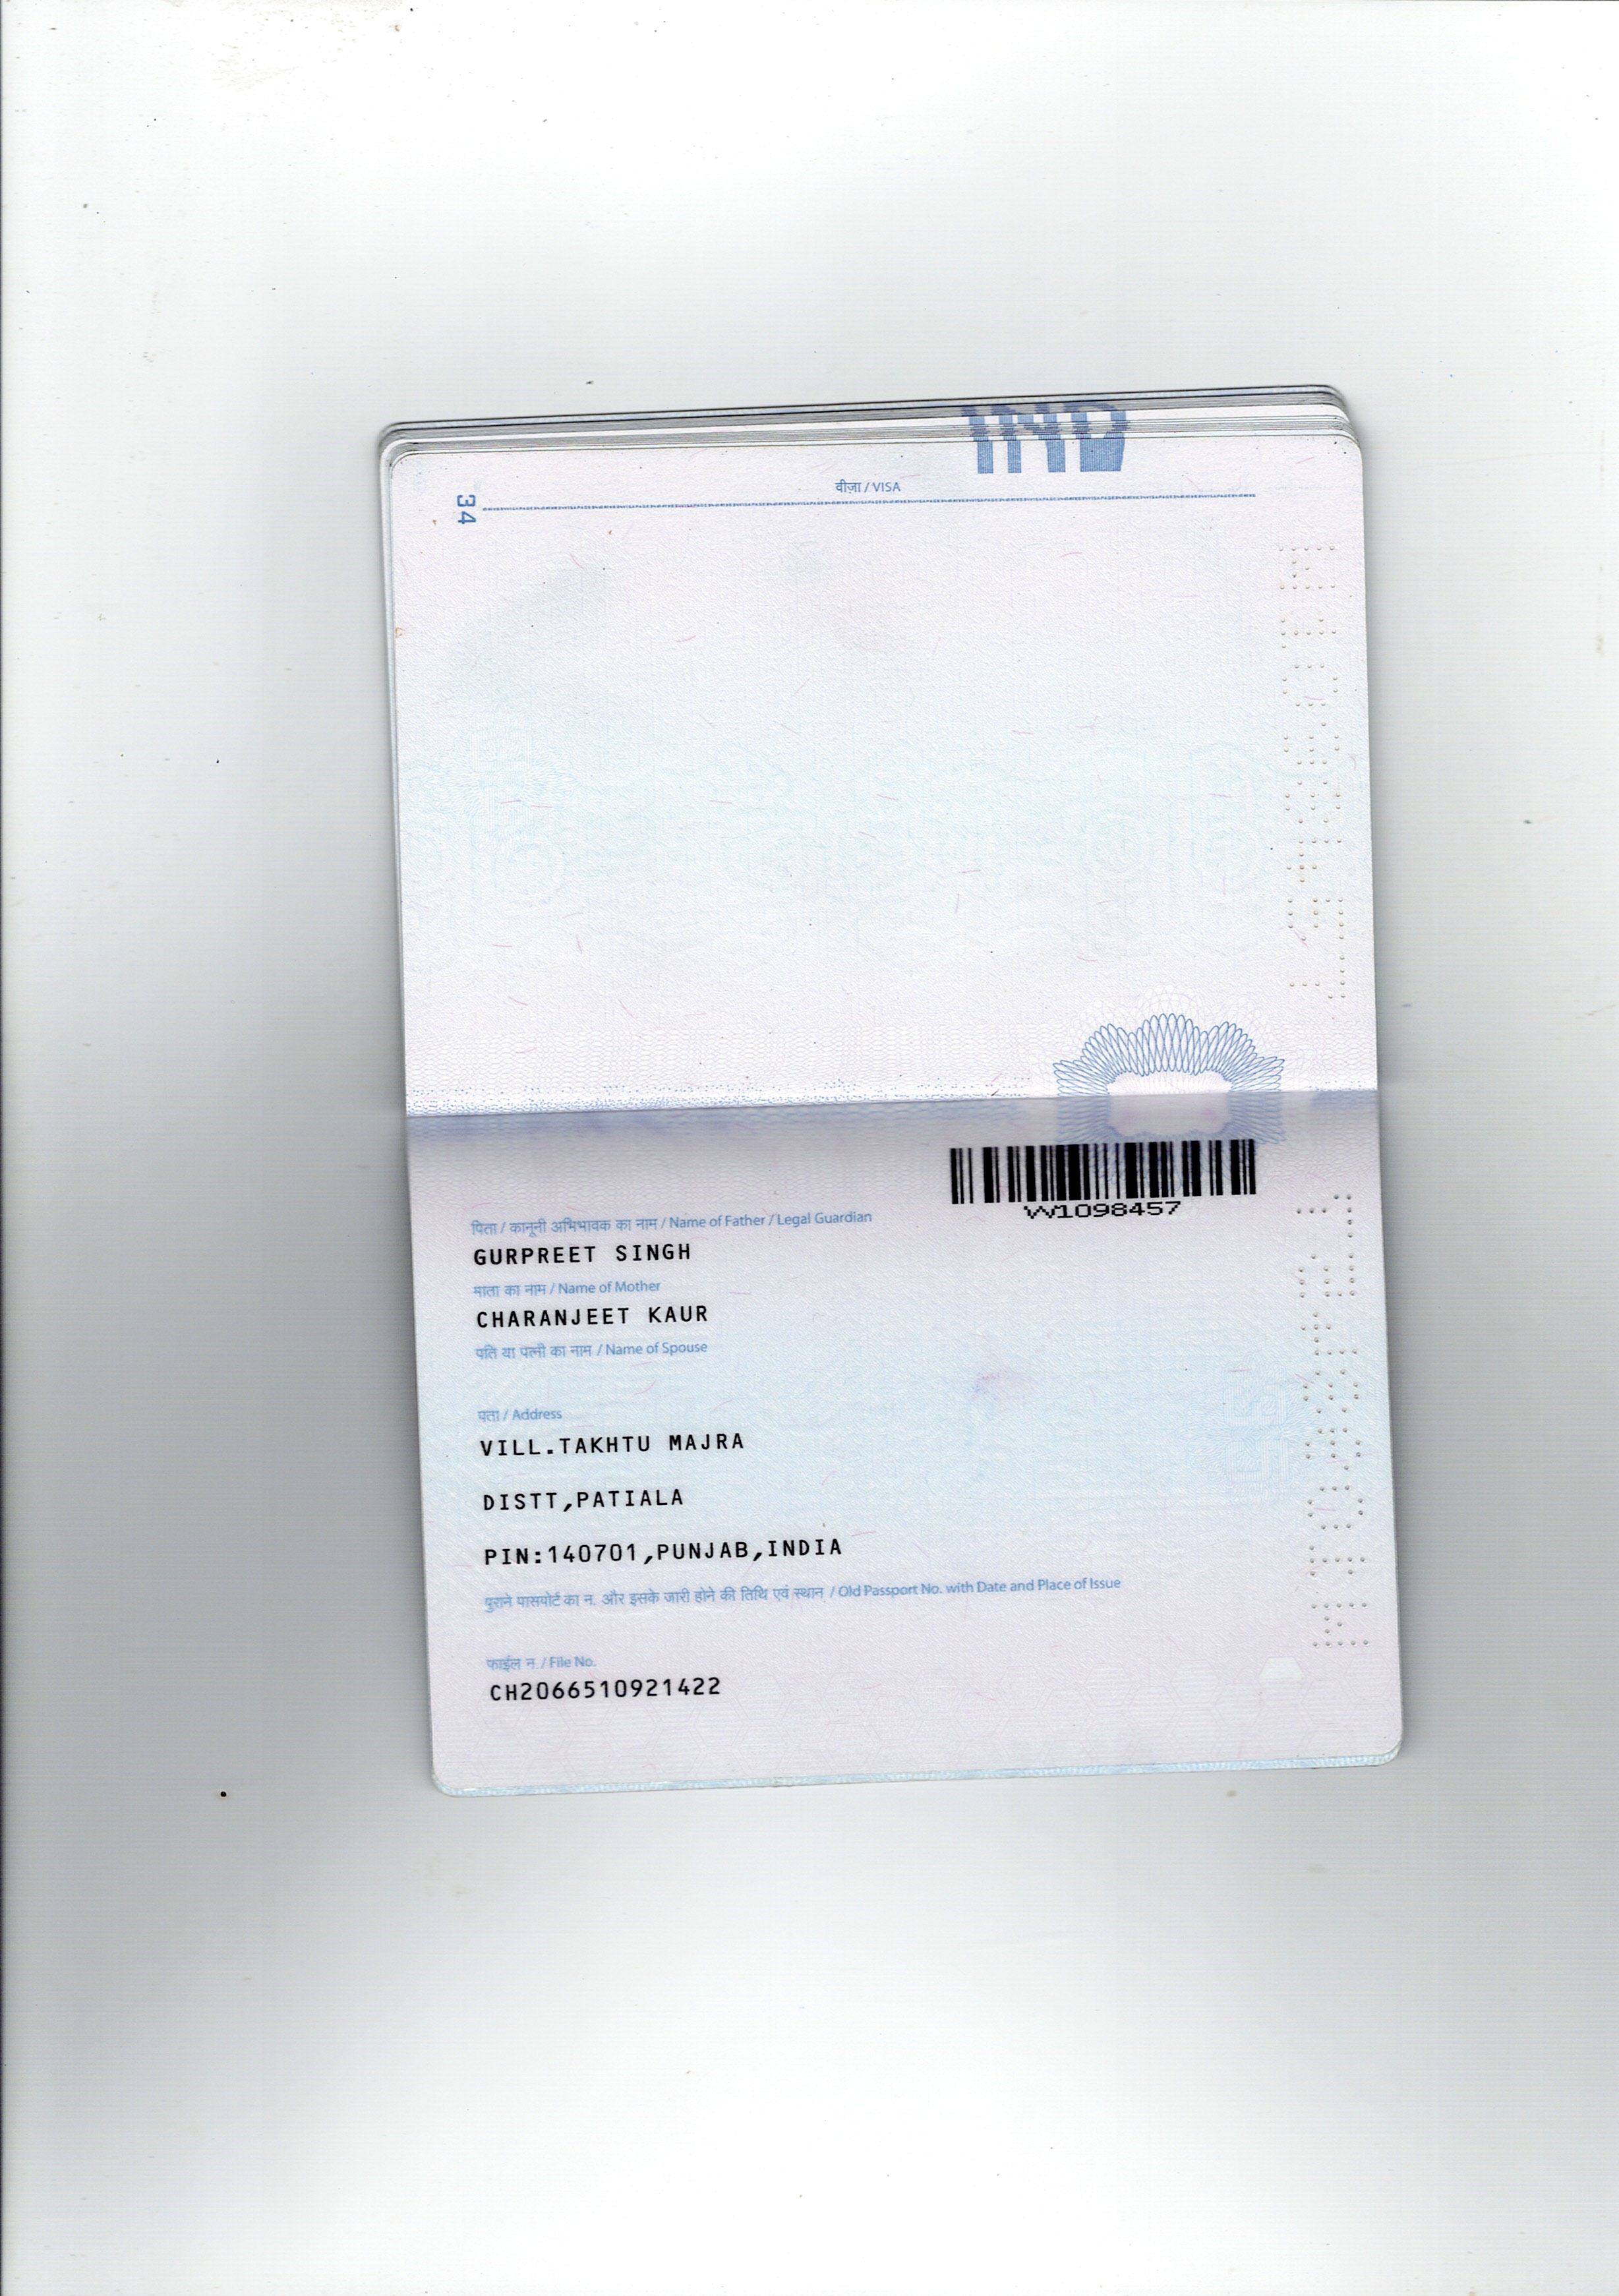 IND
वीज़ा / VISA
34
V1098457
पिता / कानूनी अभिभावक का नाम / Name of Father / Legal Guardian
GURPREET SINGH
माता का नाम / Name of Mother
CHARANJEET KAUR
पति या पत्नी का नाम / Name of Spouse
पता / Address
VILL.TAKHTU MAJRA
DISTT,PATIALA
PIN:140701,PUNJAB,INDIA
पुराने पासपोर्ट का न. और इसके जारी होने की तिथि एवं स्थान / Old Passport No. with Date and Place of Issue
फाईल न. / File No.
CH2066510921422